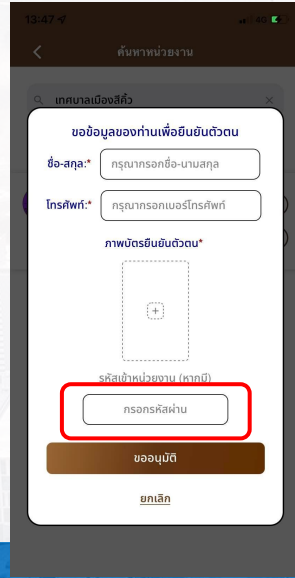 13:47
4G
ค้นหาหน่วยงาน
เทศบาลเมืองสีคิ้ว
ขอข้อมูลของท่านเพื่อยืนยันตัวตน
ชื่อ-สกุล:* กรุณากรอกชื่อ-นามสกุล
โทรศัพท์:* กรุณากรอกเบอร์โทรศัพท์
ภาพบัตรยืนยันตัวตน*
รหัสเข้าหน่วยงาน (หากมี)
กรอกรหัสผ่าน
ขออนุมัติ
ยกเลิก